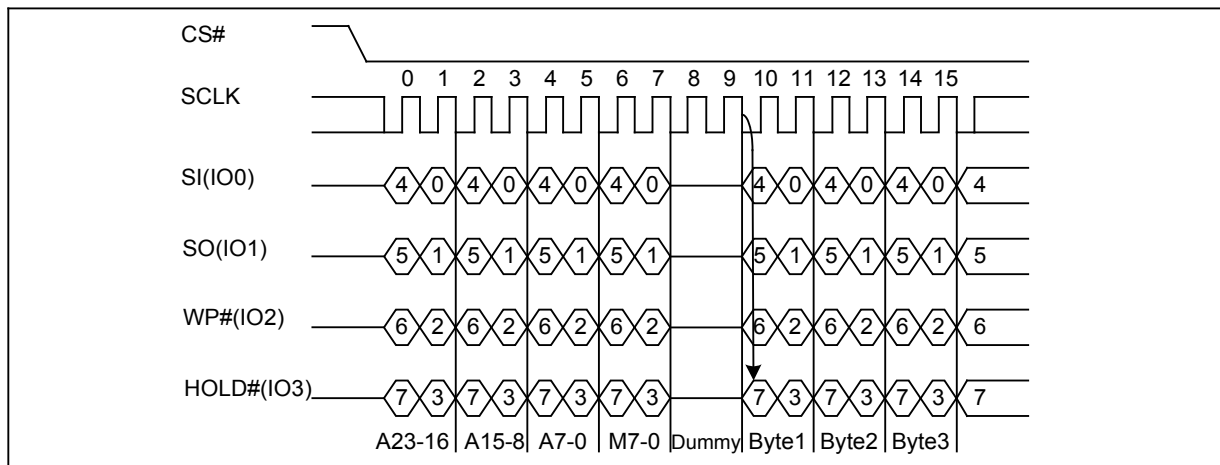 CS#
0 1 2 3 4 5 6 7 8 9 10 11 12 13 14 15
SCLK
SI(IO0) 4 0 4 0 4 0 4 0 4 0 4 0 4 0 4
SO(IO1) 5 1 5 1 5 1 5 1 5 1 5 1 5 1 5
WP#(IO2) 6 2 6 2 6 2 6 2 6 2 6 2 6 2 6
HOLD#(IO3) 7 3 7 3 7 3 7 3 7 3 7 3 7 3 7
A23-16 A15-8 A7-0 M7-0 Dummy Byte1 Byte2 Byte3